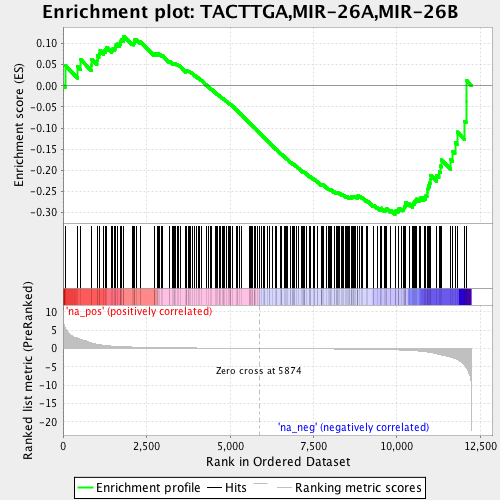 Enrichment plot: TACTTGA,MIR-26A,MIR-26B
Enrichment score (ES)
0.10
0.05
0.00
-0.05
-0.10
-0.15
-0.20
-0.25
-0.30
'na_pos' (positively correlated)
Ranked list metric (PreRanked)
10
5
0
-5
-10
-15
-20
Zero cross at 5874
'na_neg' (negatively correlated)
0
2,500
5,000
7,500
10,000
12,500
Rank in Ordered Dataset
Enrichment profile
Hits
Ranking metric scores